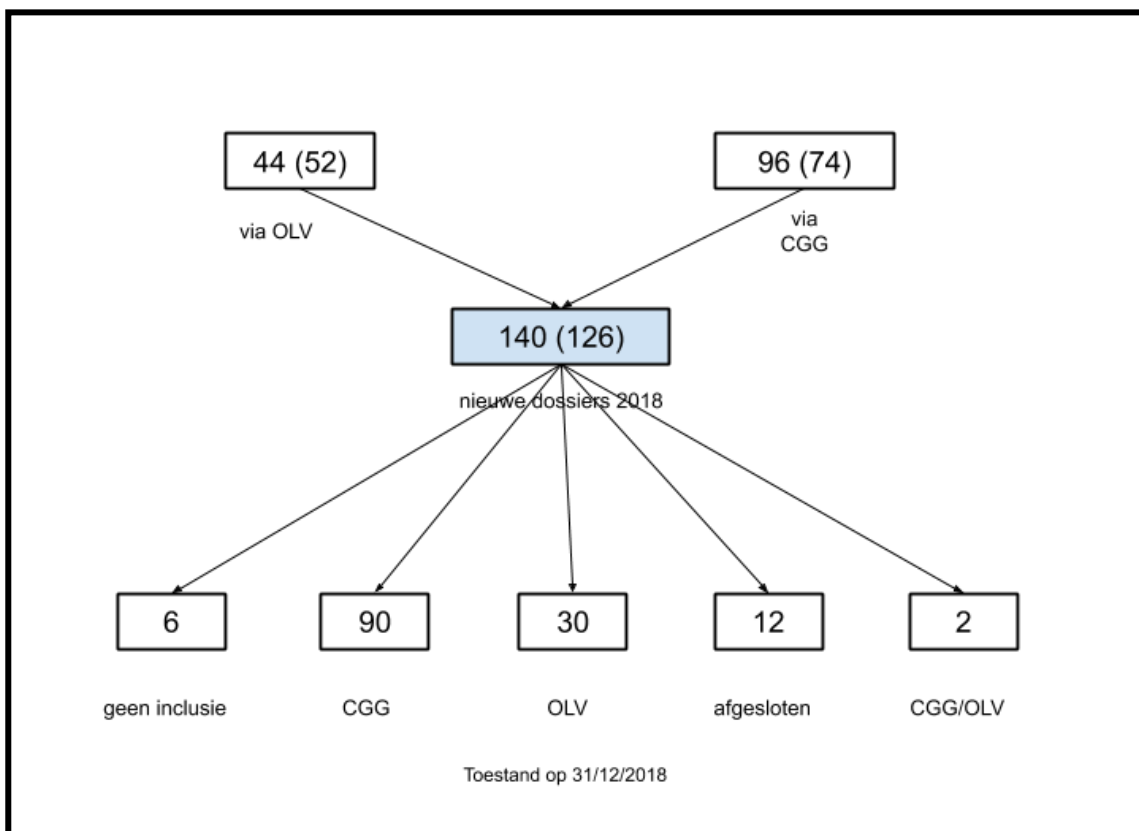 44 (52)
96 (74)
via OLV
via
CGG
140 (126)
nieuwe dossiers 2018
6
90
30
12
2
geen inclusie
CGG
OLV
afgesloten
CGG/OLV
Toestand op 31/12/2018